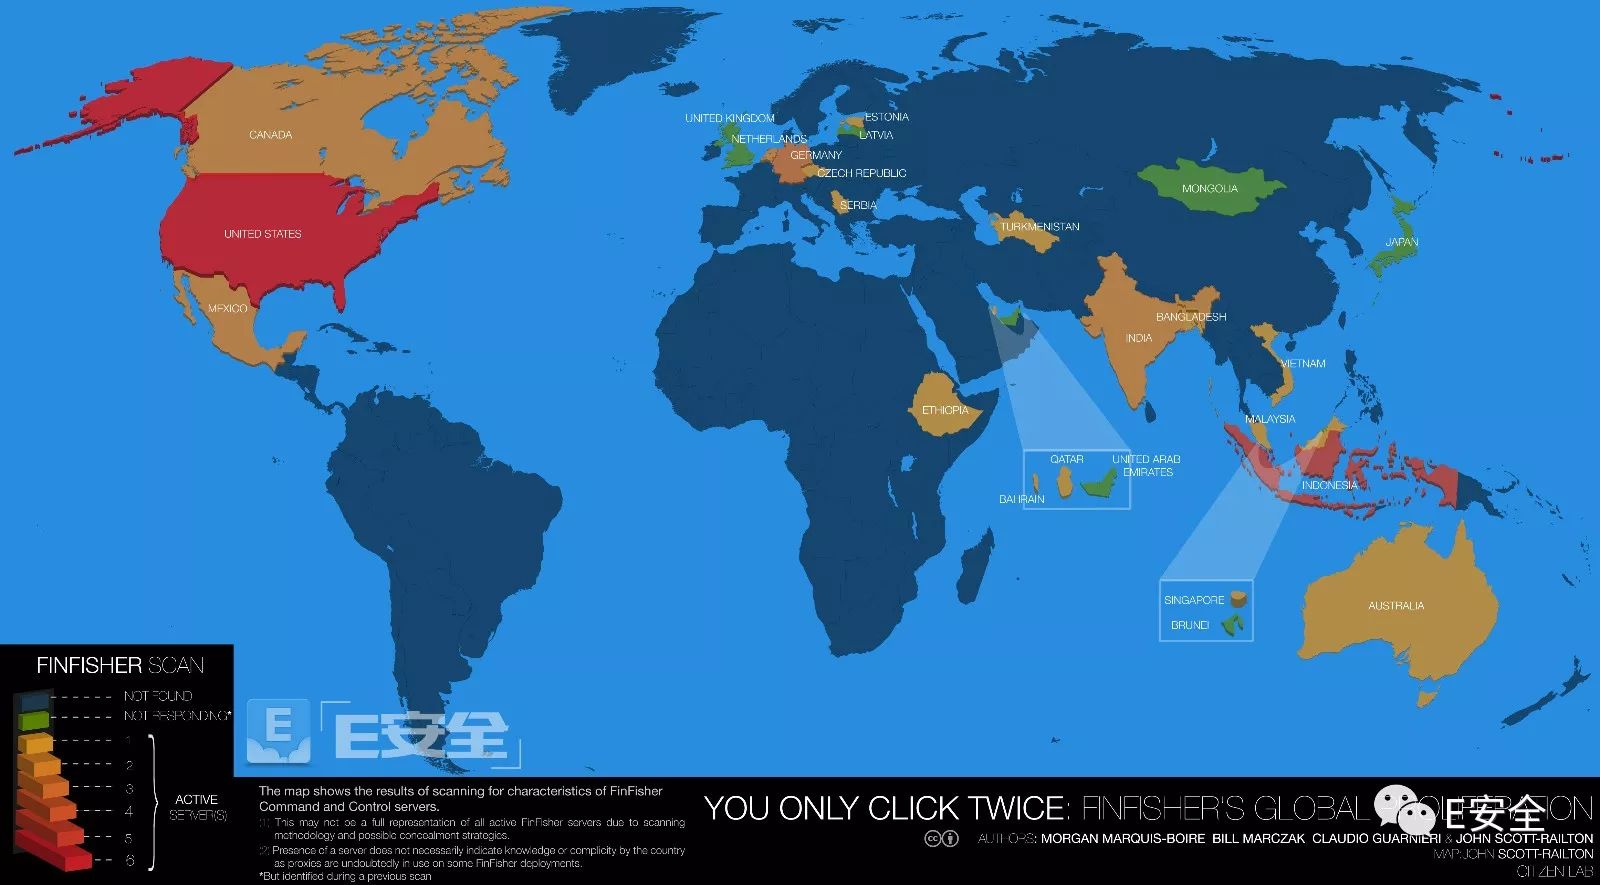 UNITED KINGDOM
ESTONIA
NETHERLANDS
LATVIA
CANADA
GERMANY
CZECH REPUBLIC
MONGOLIA
SERBIA
TURKMENISTAN
UNITED STATES
JAPAN
MEXICO
BANGLADESH
INDIA
VIETNAM
ETHIOPIA
MALAYSIA
QATAR
UNITED ARAB
EMIRATES
BAHRAIN
INDONESIA
SINGAPORE
BRUNEI
AUSTRALIA
FINFISHER SCAN
NOT FOUND
NOT RESPONDING*
1
2
3
4
5
6
ACTIVE
SERVER(S)
E
E安全
The map shows the results of scanning for characteristics of FinFisher
Command and Control servers.
(1) This may not be a full representation of all active FinFisher servers due to scanning
motnodology and possible concealment strategies.
(2) Presence of a server does not necessarily indicate knowledge or complicity by the country
as proxies are undoubtedly in use on some FinFisher deployments.
*But identified during a previous scan
YOU ONLY CLICK TWICE: FINFISHER'S GLOBAL PROLIFERATION
cc
AUTHORS: MORGAN MARQUIS-BOIRE BILL MARCZAK CLAUDIO GUARNIERI & JOHN SCOTT-RAILTON
MAP: JOHN SCOTT-RAILTON
CITIZEN LAB
E安全